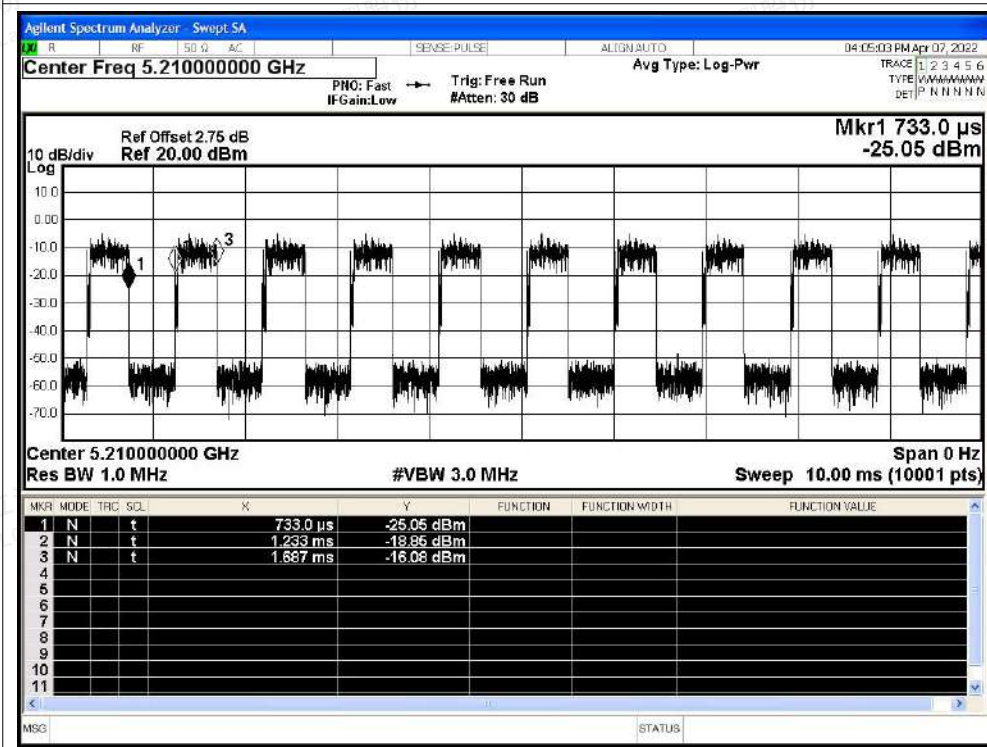 Agilent Spectrum Analyzer - Swept SA
LXI R RF 50 Ω AC SENSE:PULSE ALIGN AUTO 04:05:03 PM Apr 07, 2022
Center Freq 5.210000000 GHz
Avg Type: Log-Pwr
TRACE 1 2 3 4 5 6
PNO: Fast Trig: Free Run
TYPE
IFGain:Low #Atten: 30 dB
DET P N N N N N
Mkr1 733.0 µs
-25.05 dBm
Ref Offset 2.75 dB
10 dB/div Ref 20.00 dBm
Log
10.0
0.00
-10.0
-20.0
-30.0
-40.0
-50.0
-60.0
-70.0
1
3
Center 5.210000000 GHz Span 0 Hz
Res BW 1.0 MHz #VBW 3.0 MHz Sweep 10.00 ms (10001 pts)
MKR MODE TRC SCL X Y FUNCTION FUNCTION WIDTH FUNCTION VALUE
1 N t 733.0 µs -25.05 dBm
2 N t 1.233 ms -18.85 dBm
3 N t 1.687 ms -16.08 dBm
4
5
6
7
8
9
10
11
MSG STATUS